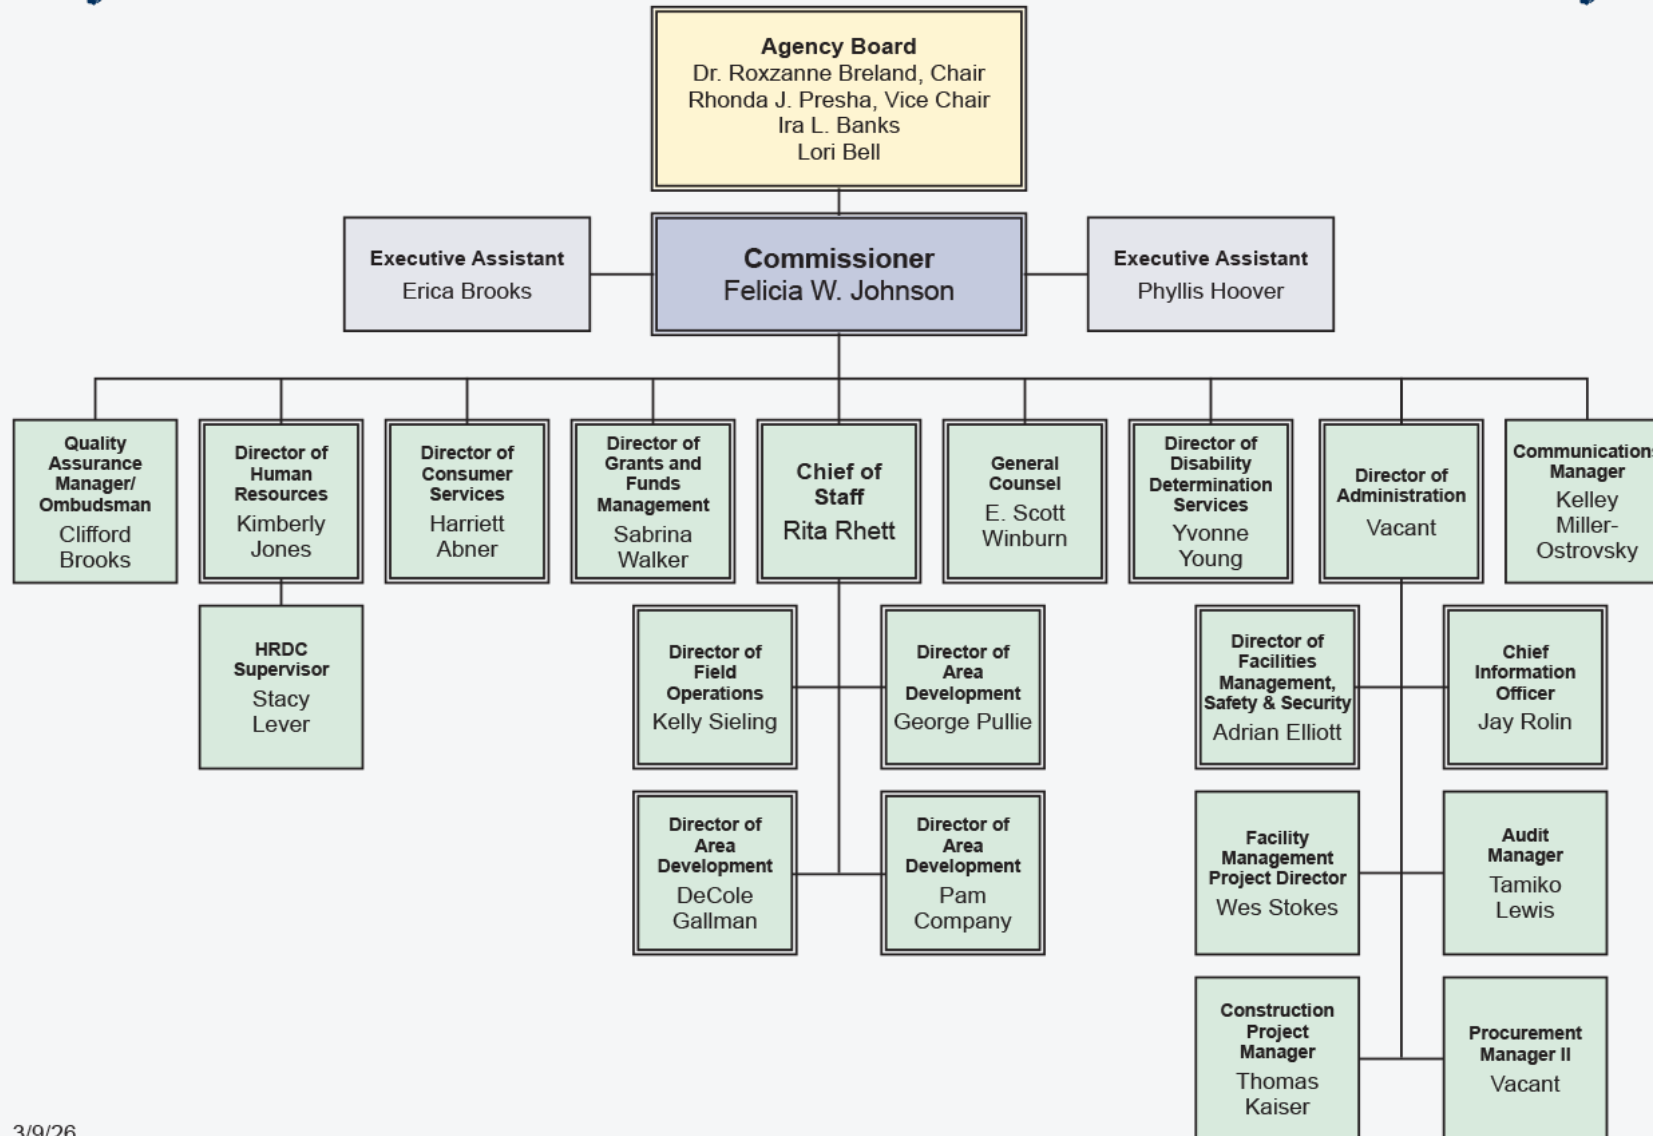 Agency Board
Dr. Roxzanne Breland, Chair
Rhonda J. Presha, Vice Chair
Ira L. Banks
Lori Bell
Executive Assistant
Erica Brooks
Commissioner
Felicia W. Johnson
Executive Assistant
Phyllis Hoover
Quality
Assurance
Manager/
Ombudsman
Clifford
Brooks
Director of
Human
Resources
Kimberly
Jones
Director of
Consumer
Services
Harriett
Abner
Director of
Grants and
Funds
Management
Sabrina
Walker
Chief of
Staff
Rita Rhett
General
Counsel
E. Scott
Winburn
Director of
Disability
Determination
Services
Yvonne
Young
Director of
Administration
Vacant
Communications
Manager
Kelley
Miller-
Ostrovsky
HRDC
Supervisor
Stacy
Lever
Director of
Field
Operations
Kelly Sieling
Director of
Area
Development
George Pullie
Director of
Facilities
Management,
Safety & Security
Adrian Elliott
Chief
Information
Officer
Jay Rolin
Director of
Area
Development
DeCole
Gallman
Director of
Area
Development
Pam
Company
Facility
Management
Project Director
Wes Stokes
Audit
Manager
Tamiko
Lewis
Construction
Project
Manager
Thomas
Kaiser
Procurement
Manager II
Vacant
3/9/26